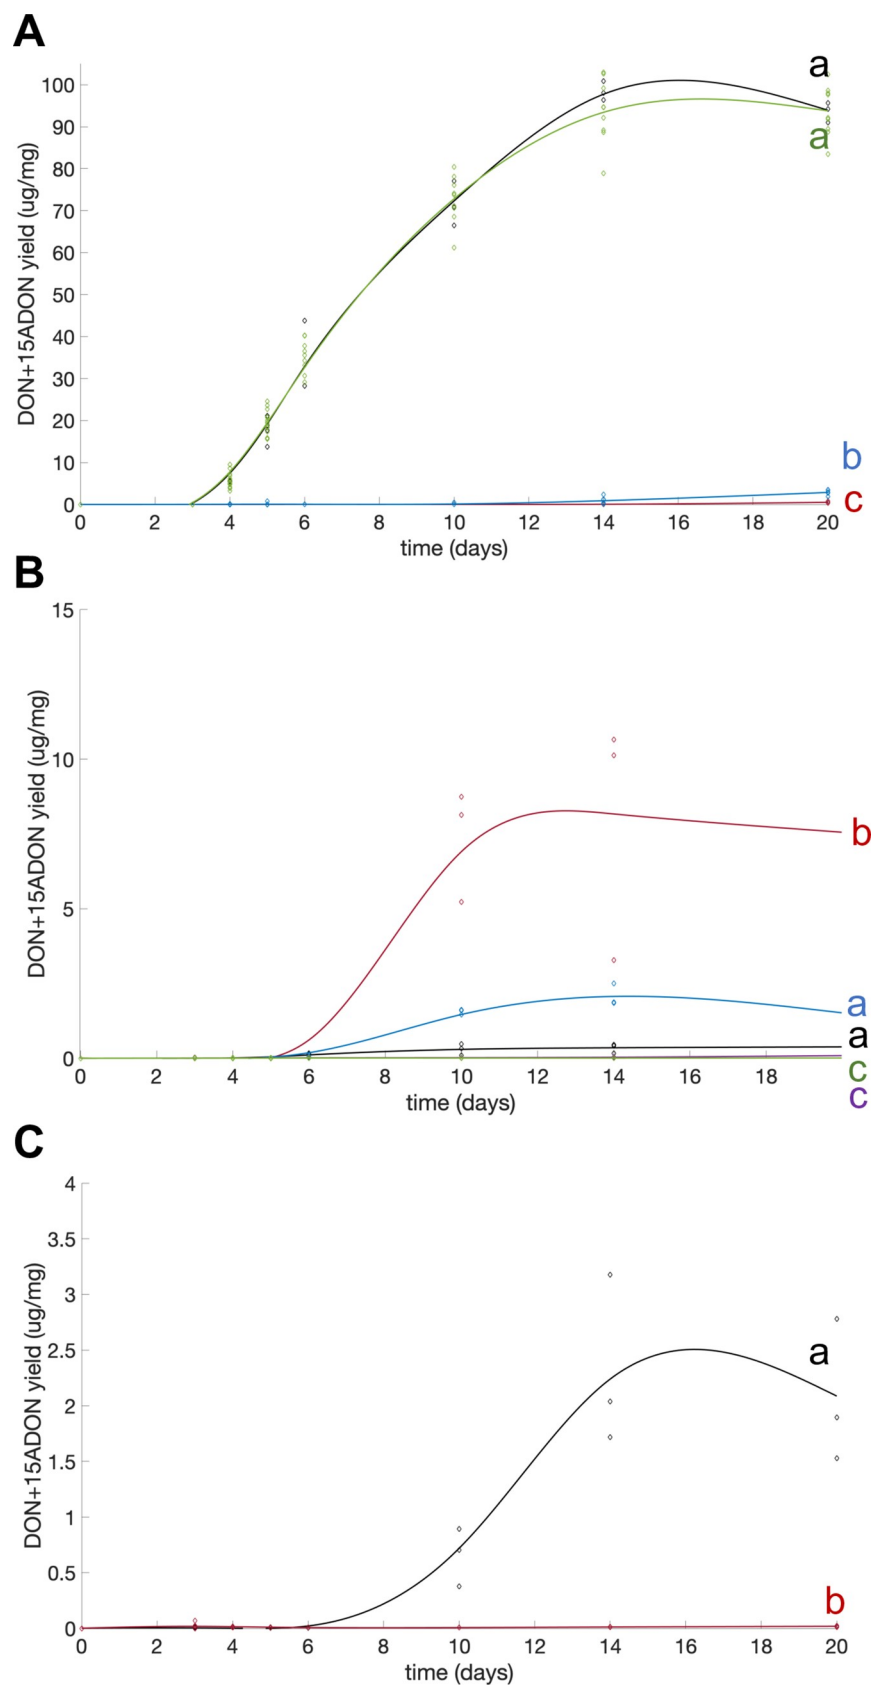 A
DON+15ADON yield (ug/mg)
100
90
80
70
60
50
40
30
20
10
0
a
a
b
c
0 2 4 6 8 10 12 14 16 18 20
time (days)
B
DON+15ADON yield (ug/mg)
15
10
5
0
b
a
a
c
c
0 2 4 6 8 10 12 14 16 18
time (days)
C
DON+15ADON yield (ug/mg)
4
3.5
3
2.5
2
1.5
1
0.5
0
a
b
0 2 4 6 8 10 12 14 16 18 20
time (days)